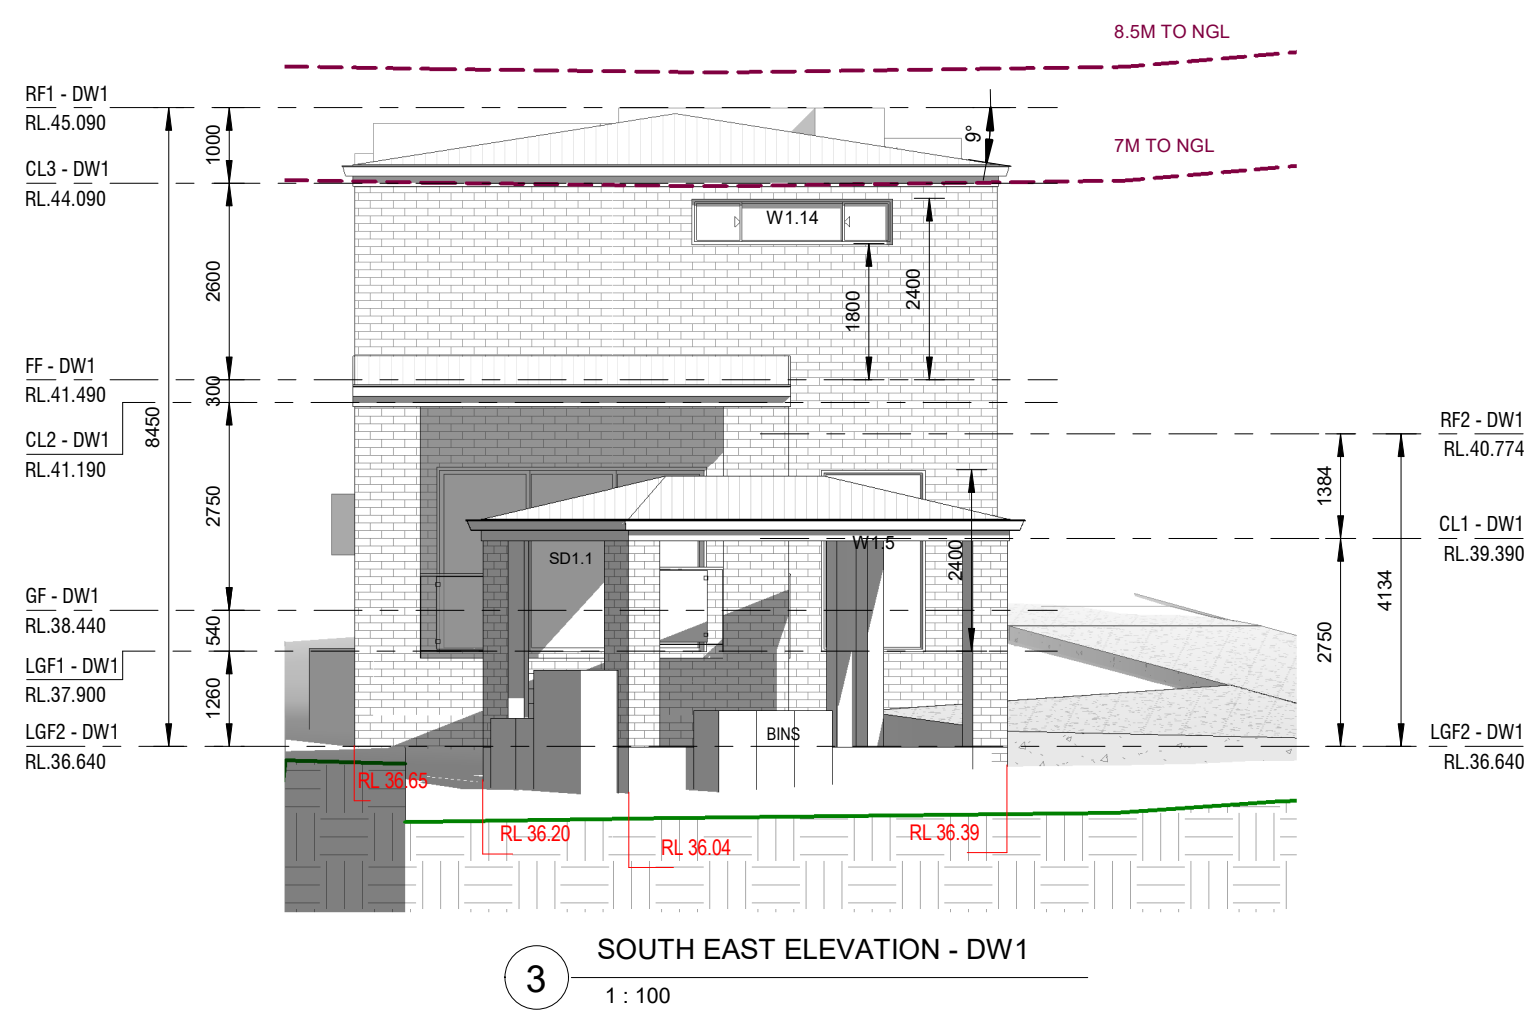 8.5M TO NGL
RF1 - DW1
RL.45.090
1000
9°
7M TO NGL
CL3 - DW1
RL.44.090
W1.14
2600
2400
1800
FF - DW1
RL.41.490
300
8450
CL2 - DW1
RL.41.190
RF2 - DW1
RL.40.774
1384
2750
CL1 - DW1
RL.39.390
W1.5
SD1.1
2400
4134
GF - DW1
RL.38.440
540
2750
LGF1 - DW1
RL.37.900
1260
LGF2 - DW1
RL.36.640
BINS
LGF2 - DW1
RL.36.640
RL 36.65
RL 36.20
RL 36.04
RL 36.39
3
SOUTH EAST ELEVATION - DW1
1 : 100